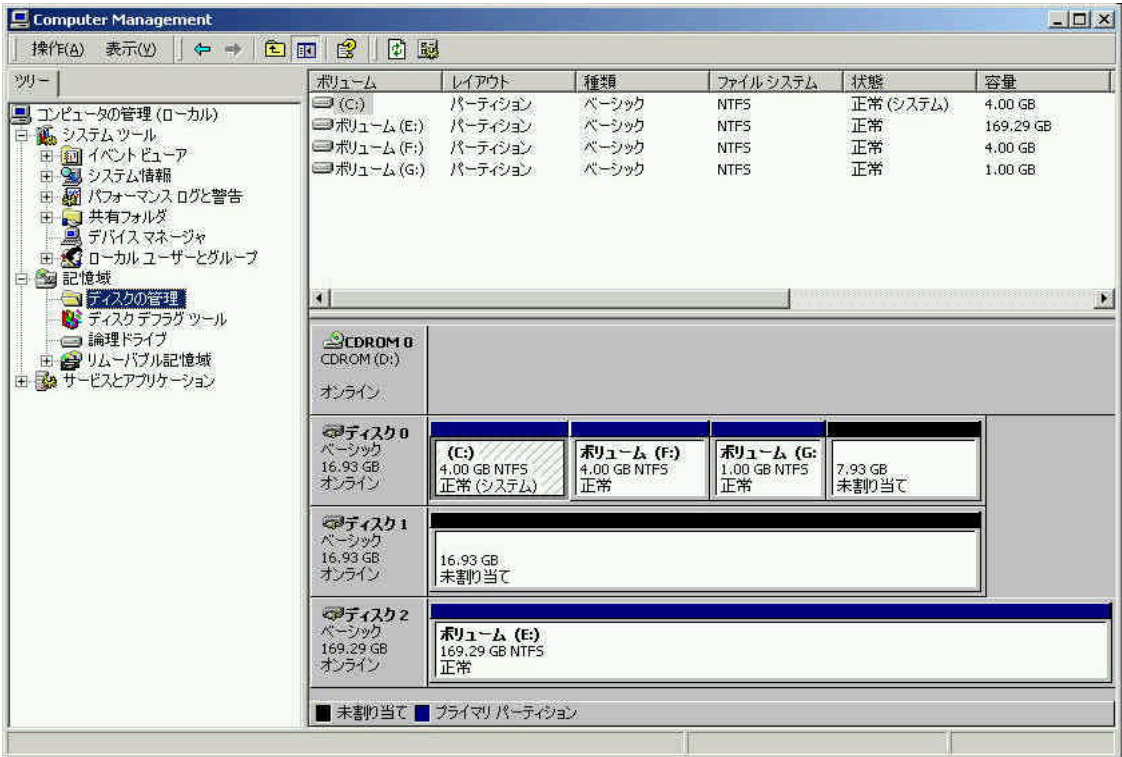 Computer Management
操作(A) 表示(V)
ツリー
コンピュータの管理 (ローカル)
システム ツール
イベント ビューア
システム情報
パフォーマンス ログと警告
共有フォルダ
デバイス マネージャ
ローカル ユーザーとグループ
記憶域
ディスクの管理
ディスク デフラグ ツール
論理ドライブ
リムーバブル記憶域
サービスとアプリケーション
ボリューム レイアウト 種類 ファイル システム 状態 容量
(C:) パーティション ベーシック NTFS 正常 (システム) 4.00 GB
ボリューム (E:) パーティション ベーシック NTFS 正常 169.29 GB
ボリューム (F:) パーティション ベーシック NTFS 正常 4.00 GB
ボリューム (G:) パーティション ベーシック NTFS 正常 1.00 GB
CDROM 0
CDROM (D:)
オンライン
ディスク 0
ベーシック
16.93 GB
オンライン
(C:)
4.00 GB NTFS
正常 (システム)
ボリューム (F:)
4.00 GB NTFS
正常
ボリューム (G:
1.00 GB NTFS
正常
7.93 GB
未割り当て
ディスク 1
ベーシック
16.93 GB
オンライン
16.93 GB
未割り当て
ディスク 2
ベーシック
169.29 GB
オンライン
ボリューム (E:)
169.29 GB NTFS
正常
未割り当て プライマリ パーティション